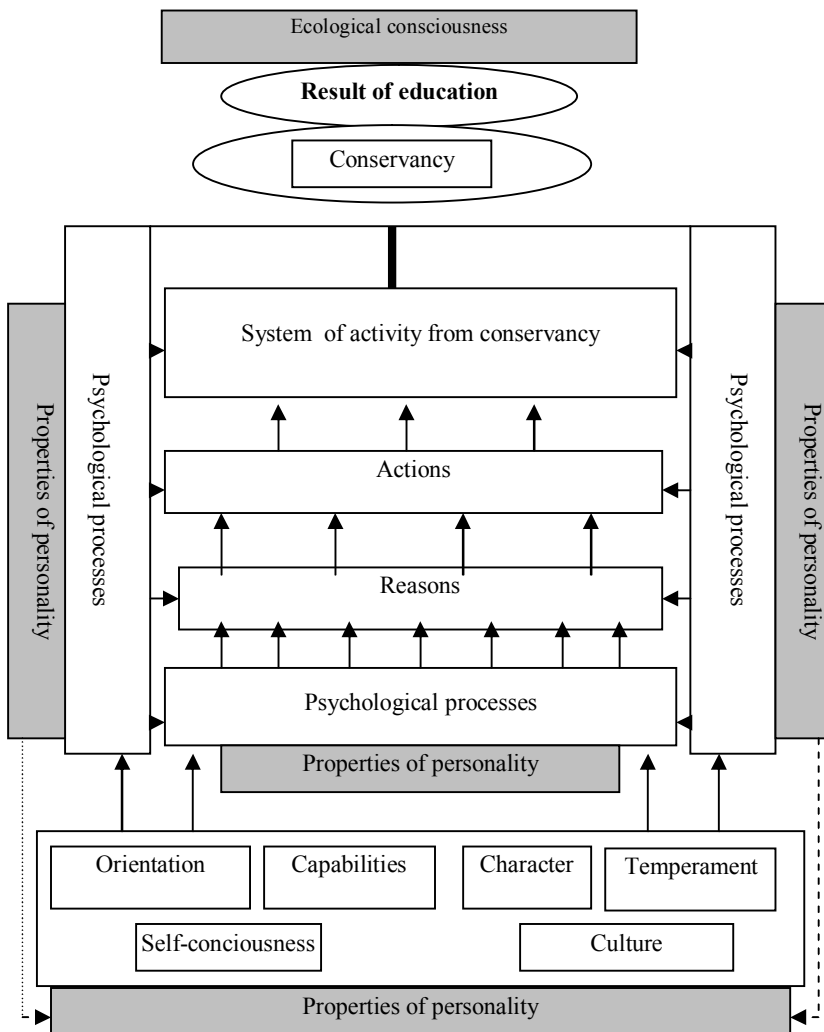 Ecological consciousness
Result of education
Conservancy
Properties of personality
Psychological processes
System of activity from conservancy
Actions
Reasons
Psychological processes
Properties of personality
Psychological processes
Properties of personality
Orientation
Capabilities
Character
Temperament
Self-conciousness
Culture
Properties of personality